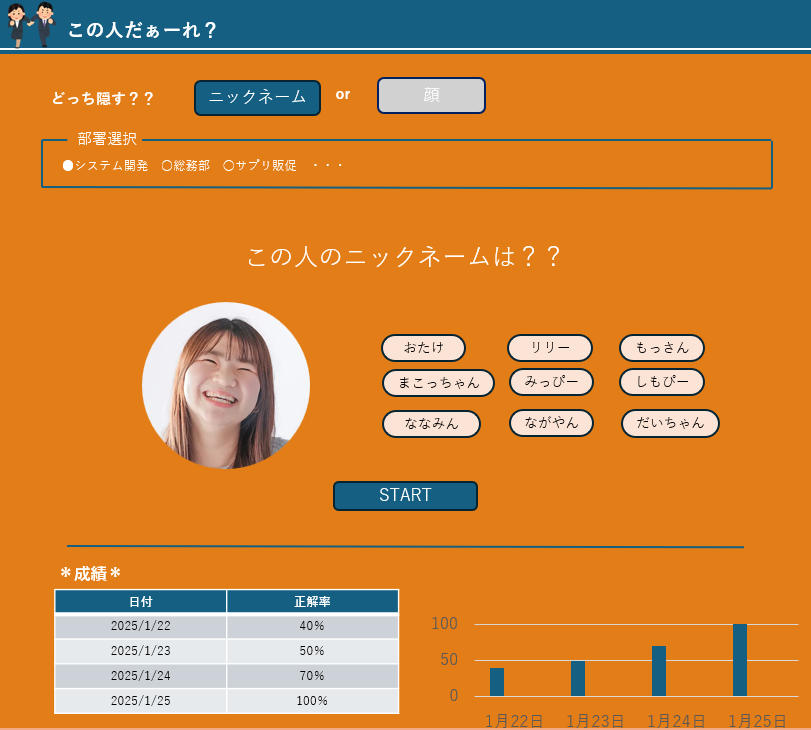 この人だぁーれ？
どっち隠す？？ ニックネーム or 顔
部署選択
●システム開発 〇総務部 〇サプリ販促 ・・・
この人のニックネームは？？
おたけ リリー もっさん
まこっちゃん みっぴー しもぴー
ななみん ながやん だいちゃん
START
＊成績＊
日付 正解率
2025/1/22 40%
2025/1/23 50%
2025/1/24 70%
2025/1/25 100%
100
50
0
1月22日 1月23日 1月24日 1月25日